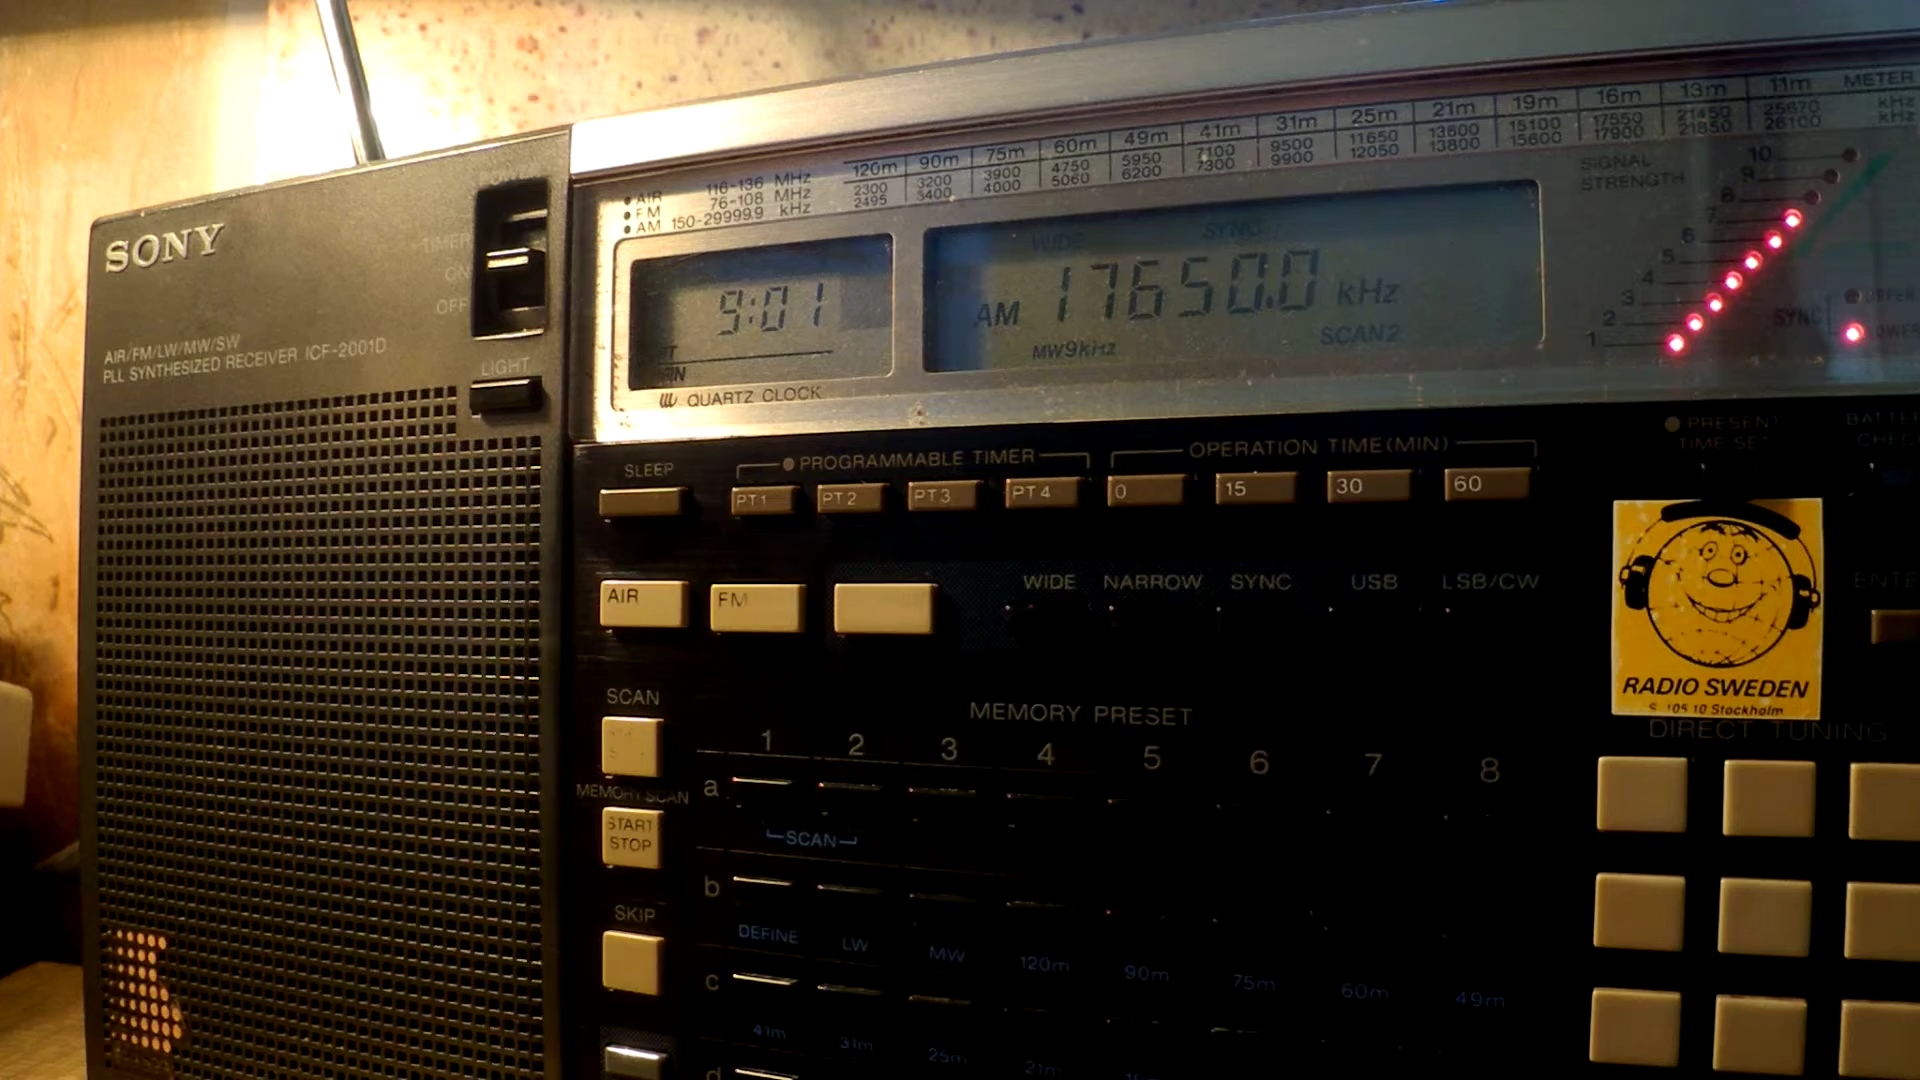 SONY
TIMER
ON
OFF
AIR/FM/LW/MW/SW
PLL SYNTHESIZED RECEIVER ICF-2001D
LIGHT
AIR 116-136 MHz
FM 76-108 MHz
AM 150-29999.9 kHz
120m 90m 75m 60m 49m 41m 31m 25m 21m 19m 16m 13m 11m METER
2300 3200 3900 4750 5950 7100 9500 11650 13600 15100 17550 21450 25670 kHz
2495 3400 4000 5060 6200 7300 9900 12050 13800 15600 17900 21850 26100 kHz
9:01
QUARTZ CLOCK
WIDE SYNC
AM 17650.0 kHz
MW9kHz SCAN2
SIGNAL
STRENGTH
10
9
8
7
6
5
4
3
2
1
SYNC
UPPER
LOWER
PRESENT
TIME SET
SLEEP
PROGRAMMABLE TIMER
OPERATION TIME(MIN)
PT1 PT2 PT3 PT4 0 15 30 60
AIR FM
WIDE NARROW SYNC USB LSB/CW
RADIO SWEDEN
S-105 10 Stockholm
DIRECT TUNING
SCAN
MEMORY PRESET
1 2 3 4 5 6 7 8
MEMORY SCAN
START
STOP
a
SCAN
b
SKIP
DEFINE LW MW 120m 90m 75m 60m 49m
c
41m 31m 25m 21m
d